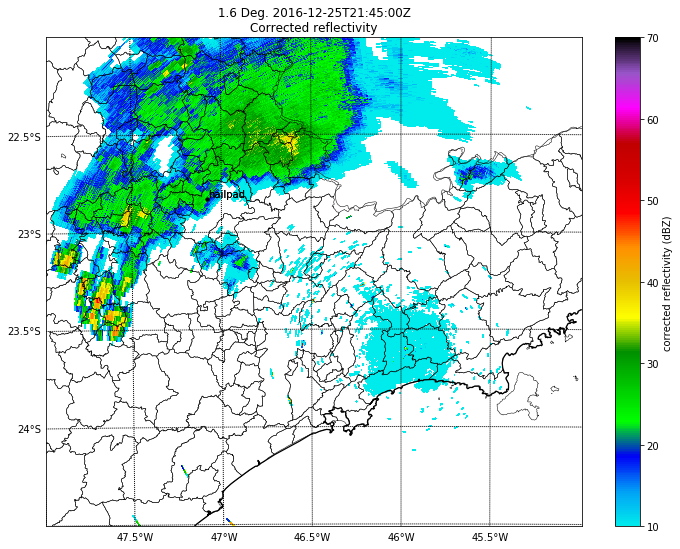 1.6 Deg. 2016-12-25T21:45:00Z
Corrected reflectivity
70
60
50
40
30
20
10
corrected reflectivity (dBZ)
22.5°S
23°S
23.5°S
24°S
hailpad
47.5°W
47°W
46.5°W
46°W
45.5°W